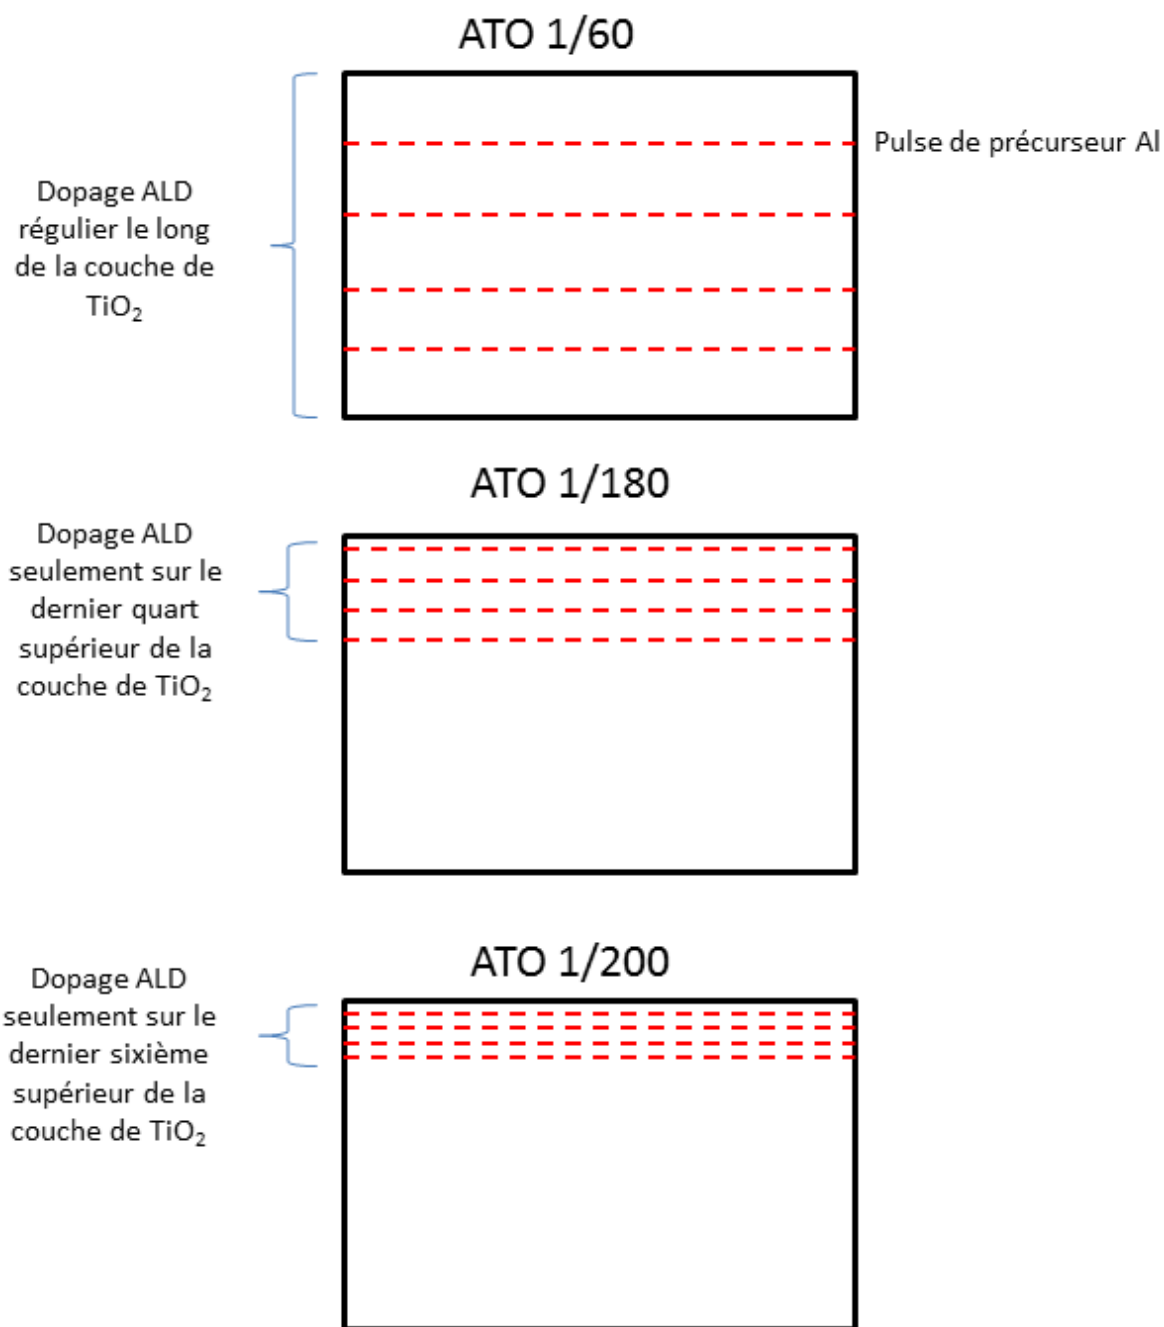 ATO 1/60
Pulse de précurseur Al
Dopage ALD
régulier le long
de la couche de
TiO₂
ATO 1/180
Dopage ALD
seulement sur le
dernier quart
supérieur de la
couche de TiO₂
ATO 1/200
Dopage ALD
seulement sur le
dernier sixième
supérieur de la
couche de TiO₂